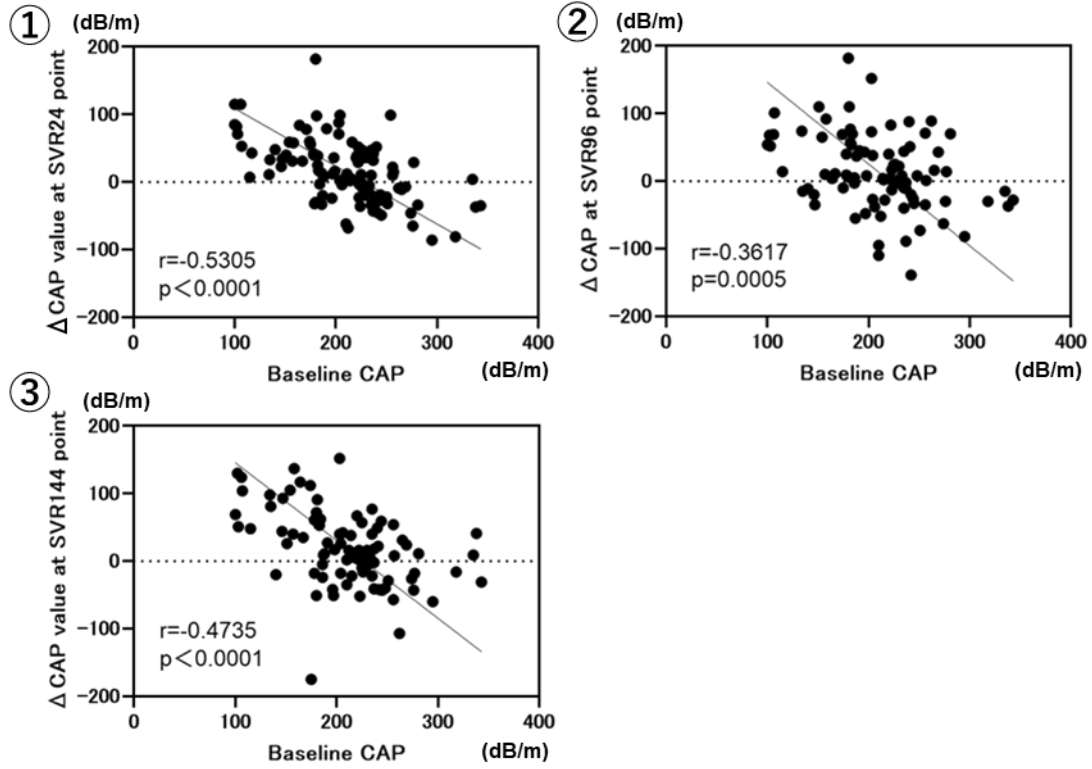 ① (dB/m)
Δ CAP value at SVR24 point
200
100
0
−100
−200
r=-0.5305
p＜0.0001
0 100 200 300 400
Baseline CAP (dB/m)
② (dB/m)
Δ CAP at SVR96 point
200
100
0
−100
−200
r=-0.3617
p=0.0005
0 100 200 300 400
Baseline CAP (dB/m)
③ (dB/m)
Δ CAP value at SVR144 point
200
100
0
−100
−200
r=-0.4735
p＜0.0001
0 100 200 300 400
Baseline CAP (dB/m)